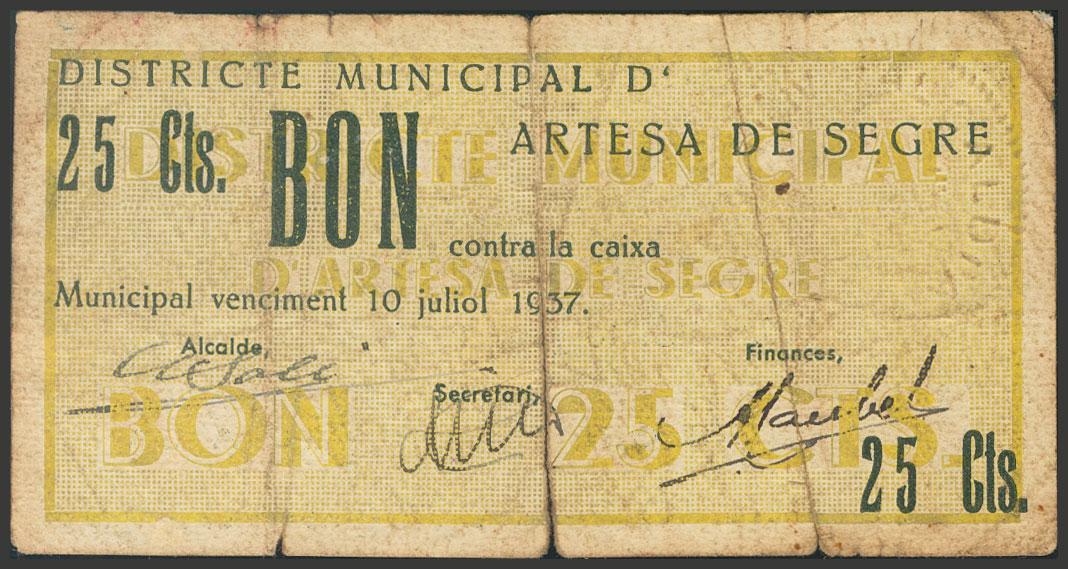 DISTRICTE MUNICIPAL D'
ARTESA DE SEGRE
25 Cts. BON
contra la caixa
Municipal venciment 10 juliol 1937.
Alcalde,
Secretari,
Finances,
25 Cts.
DISTRICTE MUNICIPAL
D'ARTESA DE SEGRE
BON 25 CTS.